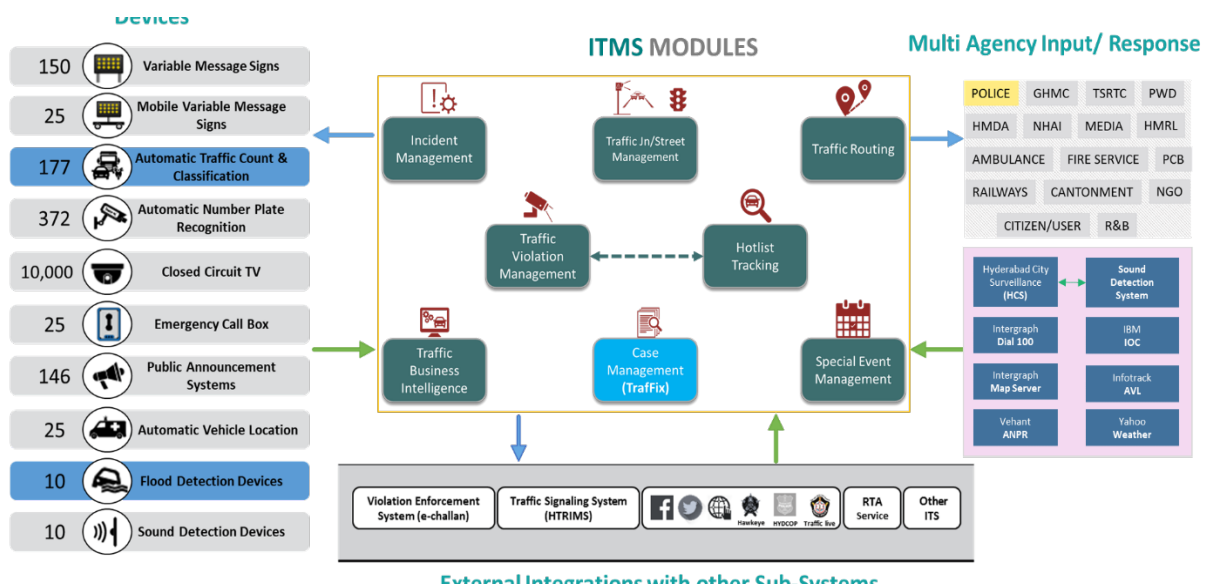 Devices
150 Variable Message Signs
25 Mobile Variable Message
Signs
177 Automatic Traffic Count &
Classification
372 Automatic Number Plate
Recognition
10,000 Closed Circuit TV
25 Emergency Call Box
146 Public Announcement
Systems
25 Automatic Vehicle Location
10 Flood Detection Devices
10 Sound Detection Devices
ITMS MODULES
Incident
Management
Traffic Jn/Street
Management
Traffic Routing
Traffic
Violation
Management
Hotlist
Tracking
Traffic
Business
Intelligence
Case
Management
(TrafFix)
Special Event
Management
Multi Agency Input/ Response
POLICE GHMC TSRTC PWD
HMDA NHAI MEDIA HMRL
AMBULANCE FIRE SERVICE PCB
RAILWAYS CANTONMENT NGO
CITIZEN/USER R&B
Hyderabad City
Surveillance
(HCS)
Sound
Detection
System
Intergraph
Dial 100
IBM
IOC
Intergraph
Map Server
Infotrack
AVL
Vehant
ANPR
Yahoo
Weather
Violation Enforcement
System (e-challan)
Traffic Signaling System
(HTRIMS)
Hawkeye HYDCOP Traffic live
RTA
Service
Other
ITS
External Integrations with other Sub-Systems